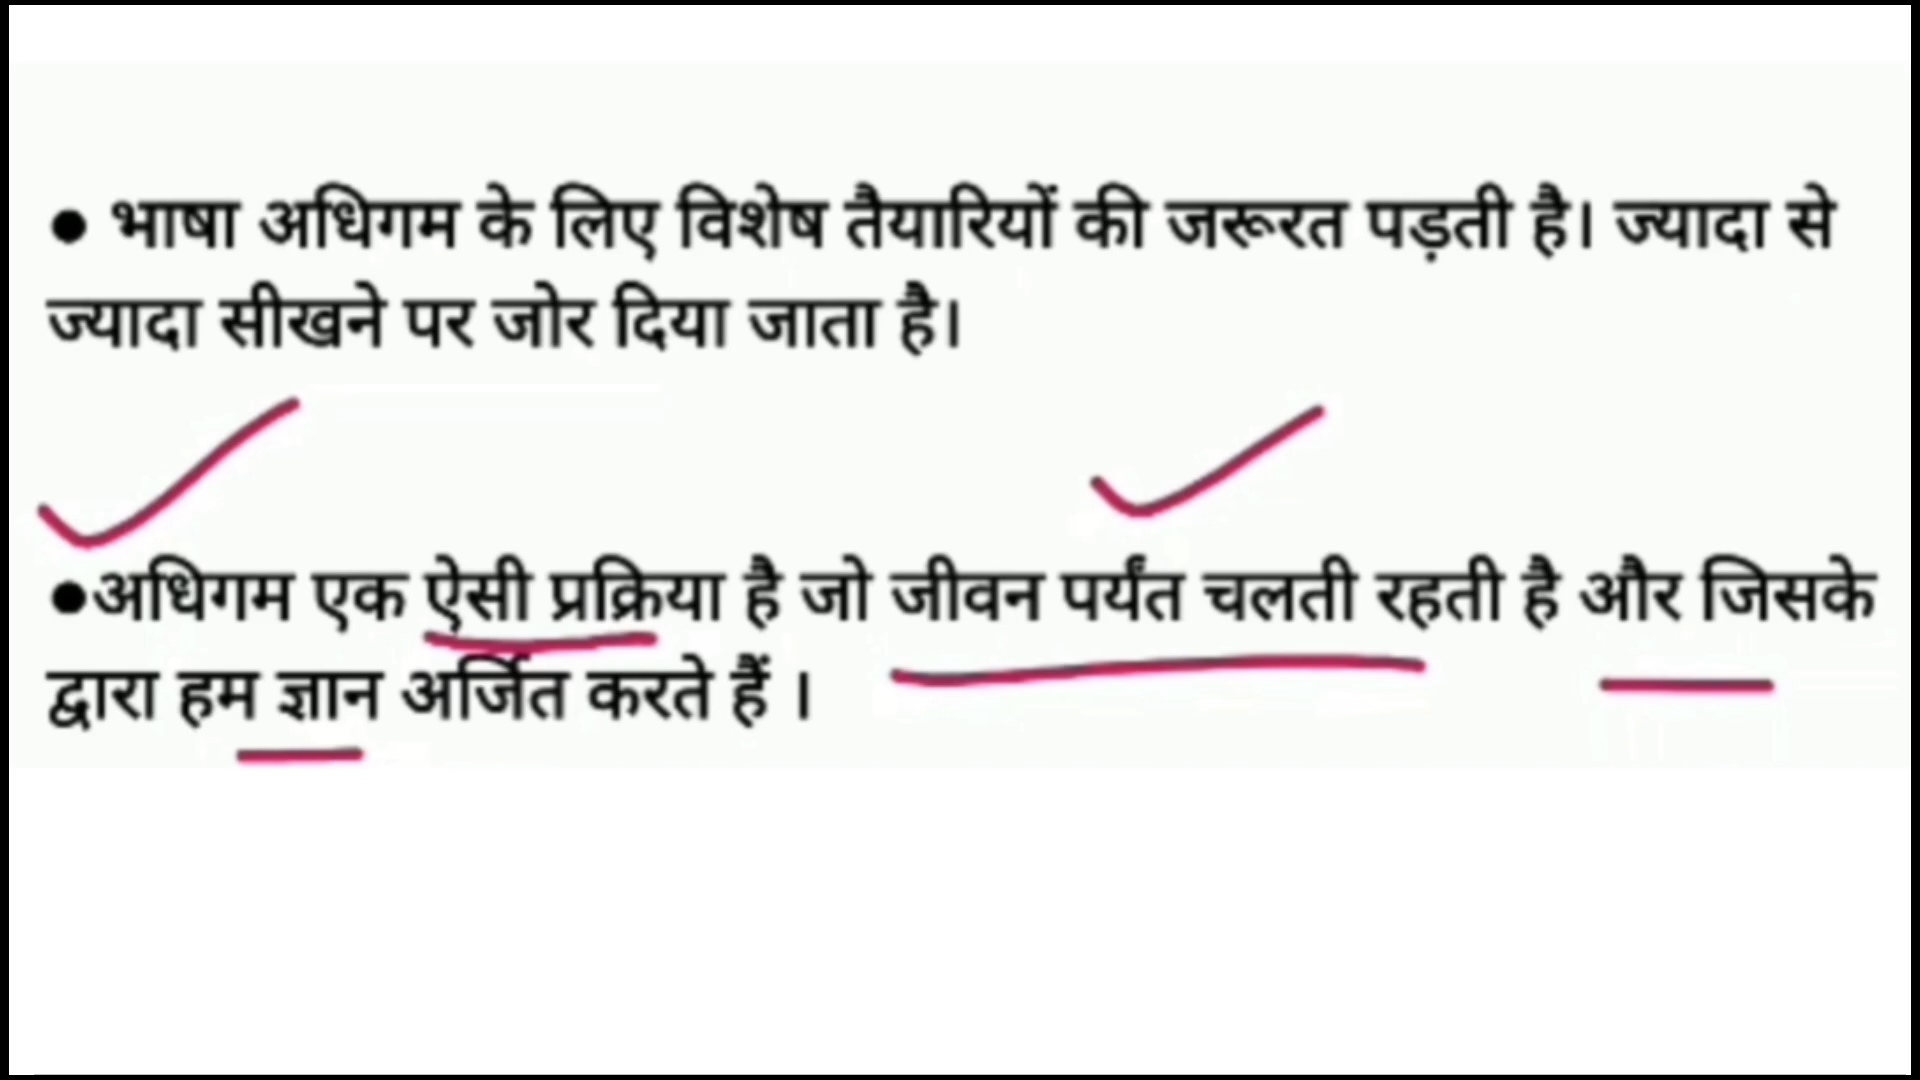 ● भाषा अधिगम के लिए विशेष तैयारियों की जरूरत पड़ती है। ज्यादा से
ज्यादा सीखने पर जोर दिया जाता है।
●अधिगम एक ऐसी प्रक्रिया है जो जीवन पर्यंत चलती रहती है और जिसके
द्वारा हम ज्ञान अर्जित करते हैं ।